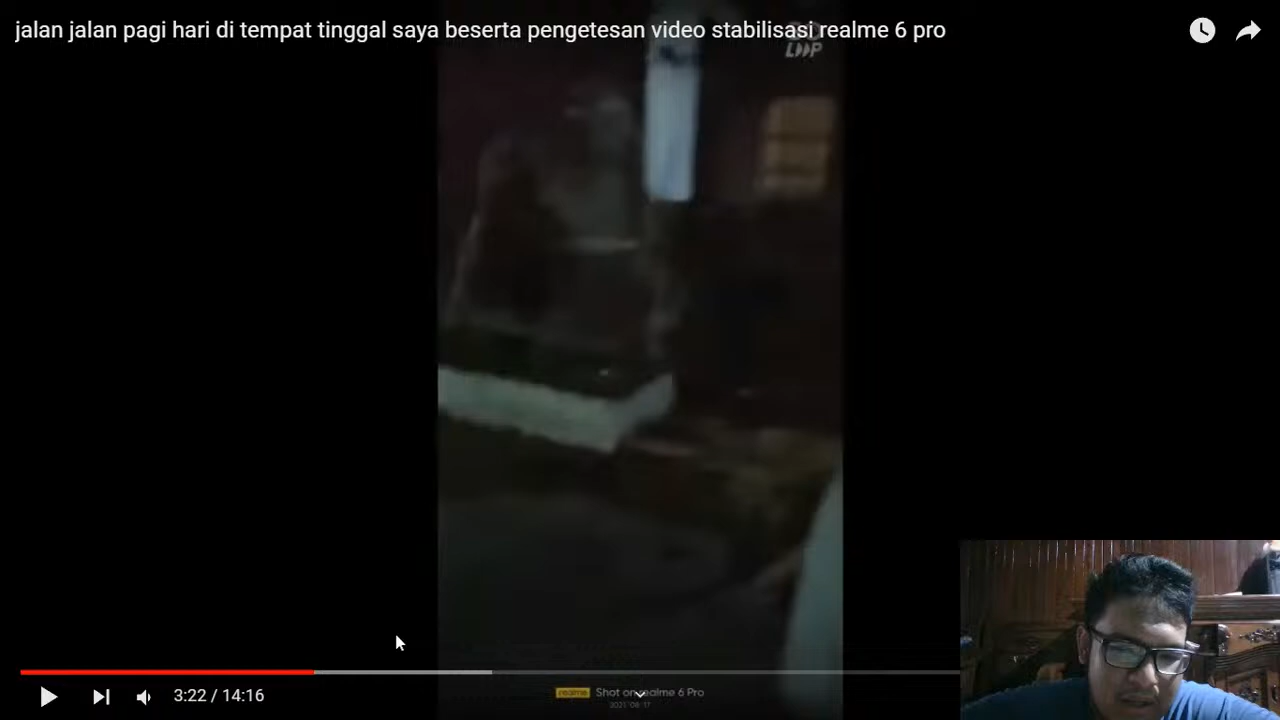 jalan jalan pagi hari di tempat tinggal saya beserta pengetesan video stabilisasi realme 6 pro
3:22 / 14:16
realme Shot on realme 6 Pro